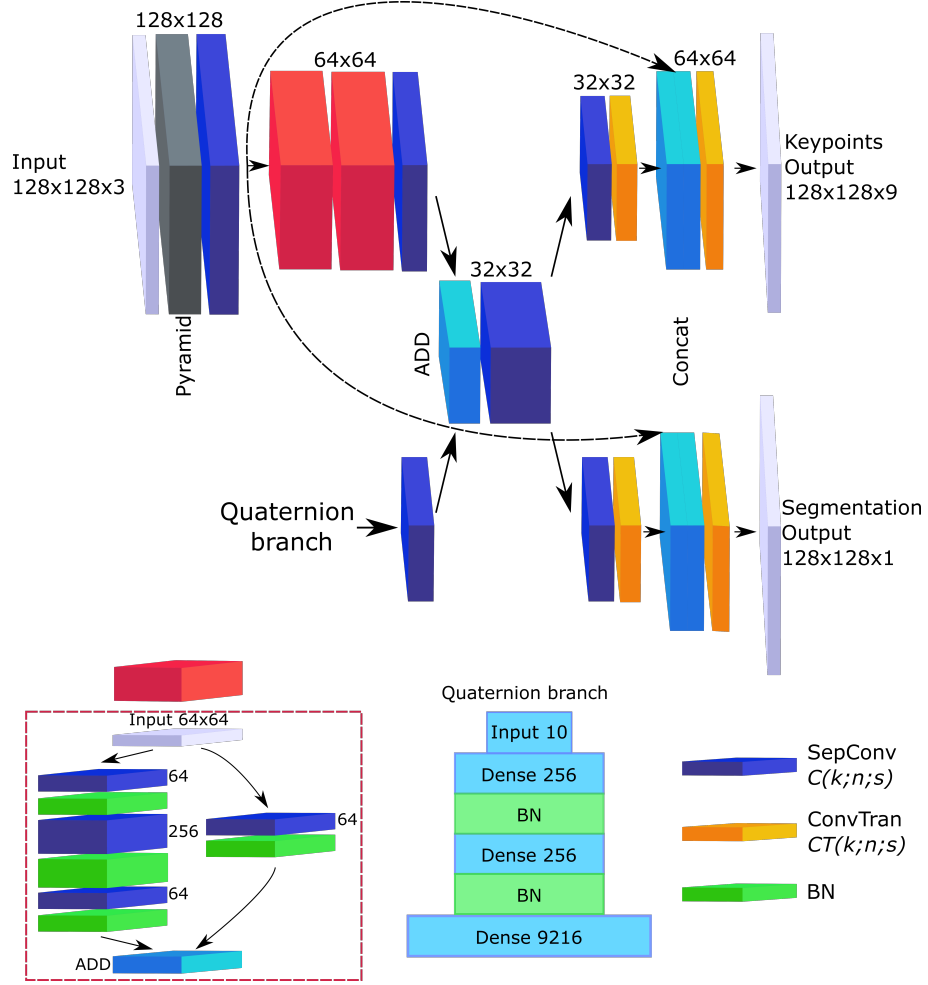 128x128
64x64
32x32
64x64
Input
128x128x3
Keypoints
Output
128x128x9
32x32
Pyramid
ADD
Concat
Quaternion
branch
Segmentation
Output
128x128x1
Input 64x64
64
256
64
64
ADD
Quaternion branch
Input 10
Dense 256
BN
Dense 256
BN
Dense 9216
SepConv
C(k;n;s)
ConvTran
CT(k;n;s)
BN